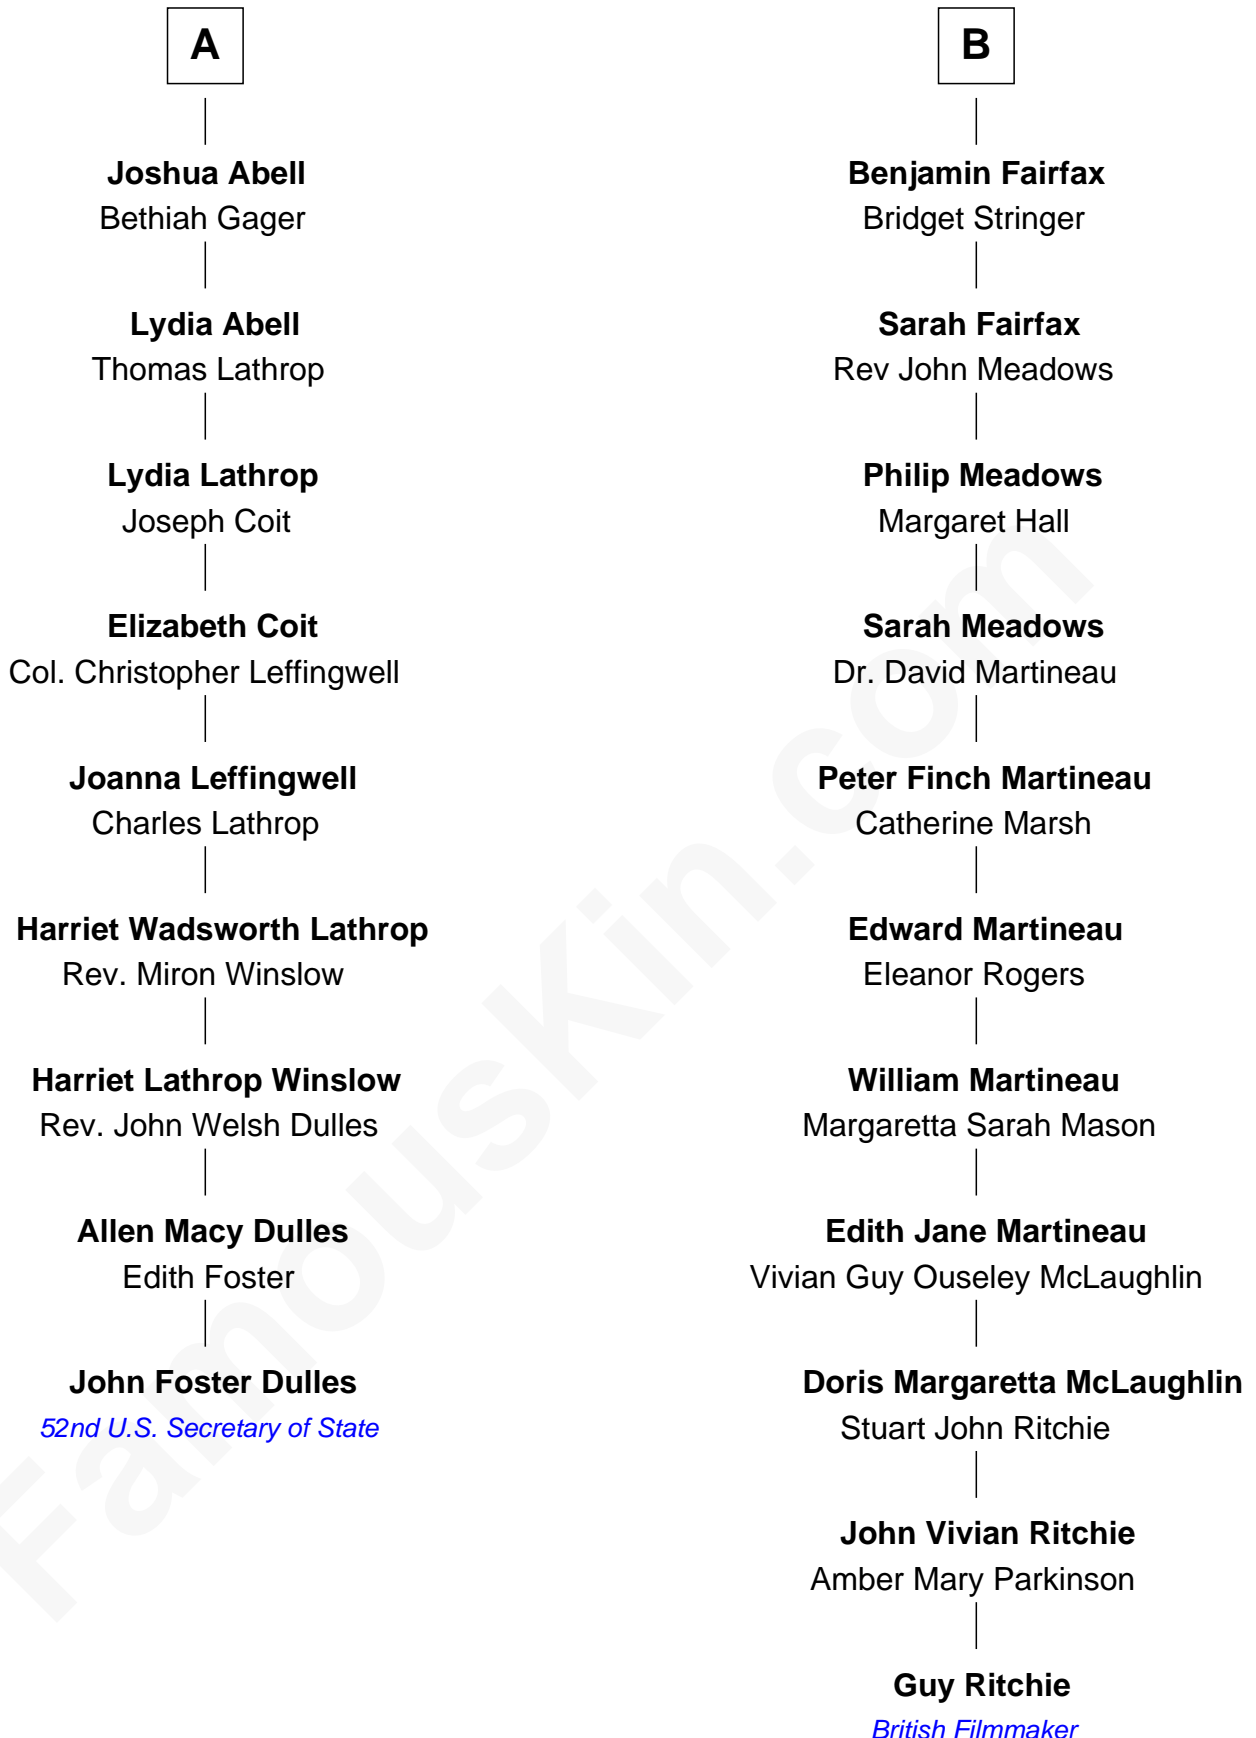 A
Joshua Abell
Bethiah Gager
Lydia Abell
Thomas Lathrop
Lydia Lathrop
Joseph Coit
Elizabeth Coit
Col. Christopher Leffingwell
Joanna Leffingwell
Charles Lathrop
Harriet Wadsworth Lathrop
Rev. Miron Winslow
Harriet Lathrop Winslow
Rev. John Welsh Dulles
Allen Macy Dulles
Edith Foster
John Foster Dulles
52nd U.S. Secretary of State
B
Benjamin Fairfax
Bridget Stringer
Sarah Fairfax
Rev John Meadows
Philip Meadows
Margaret Hall
Sarah Meadows
Dr. David Martineau
Peter Finch Martineau
Catherine Marsh
Edward Martineau
Eleanor Rogers
William Martineau
Margaretta Sarah Mason
Edith Jane Martineau
Vivian Guy Ouseley McLaughlin
Doris Margaretta McLaughlin
Stuart John Ritchie
John Vivian Ritchie
Amber Mary Parkinson
Guy Ritchie
British Filmmaker
FamousKin.com